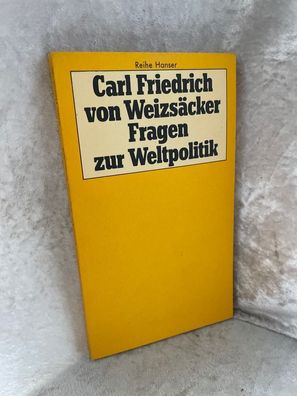 Reihe Hanser
Carl Friedrich
von Weizsäcker
Fragen
zur Weltpolitik